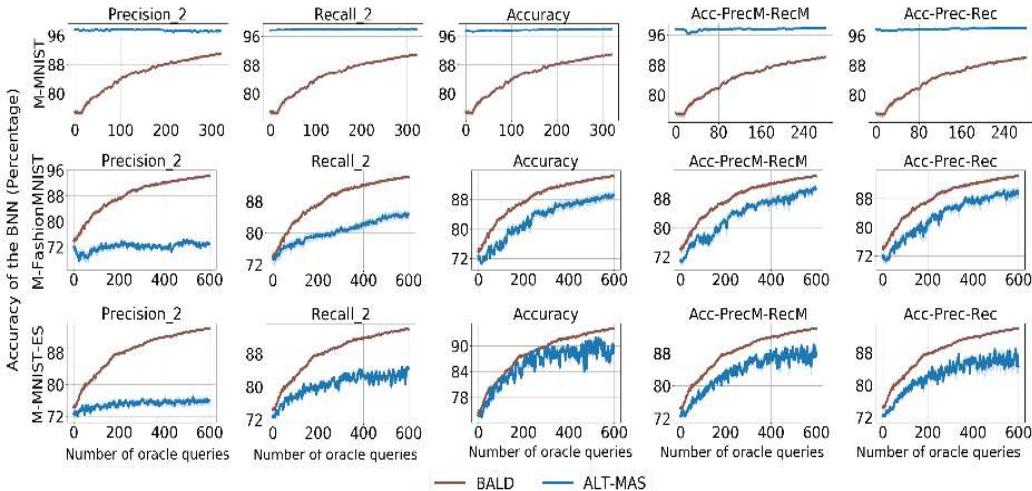 Precision_2 Recall_2 Accuracy Acc-PrecM-RecM Acc-Prec-Rec
M-MNIST
96 96 96 96 96
88 88 88 88 88
80 80 80 80 80
0 100 200 300 0 100 200 300 0 100 200 300 0 80 160 240 0 80 160 240
Precision_2 Recall_2 Accuracy Acc-PrecM-RecM Acc-Prec-Rec
Accuracy of the BNN (Percentage)
M-FashionMNIST
96
88 88 88 88 88
80 80 80 80 80
72 72 72 72 72
0 200 400 600 0 200 400 600 0 200 400 600 0 200 400 600 0 200 400 600
Precision_2 Recall_2 Accuracy Acc-PrecM-RecM Acc-Prec-Rec
M-MNIST-ES
88 88 90 88 88
80 80 84 80 80
72 72 78 72 72
0 200 400 600 0 200 400 600 0 200 400 600 0 200 400 600 0 200 400 600
Number of oracle queries Number of oracle queries Number of oracle queries Number of oracle queries Number of oracle queries
BALD ALT-MAS